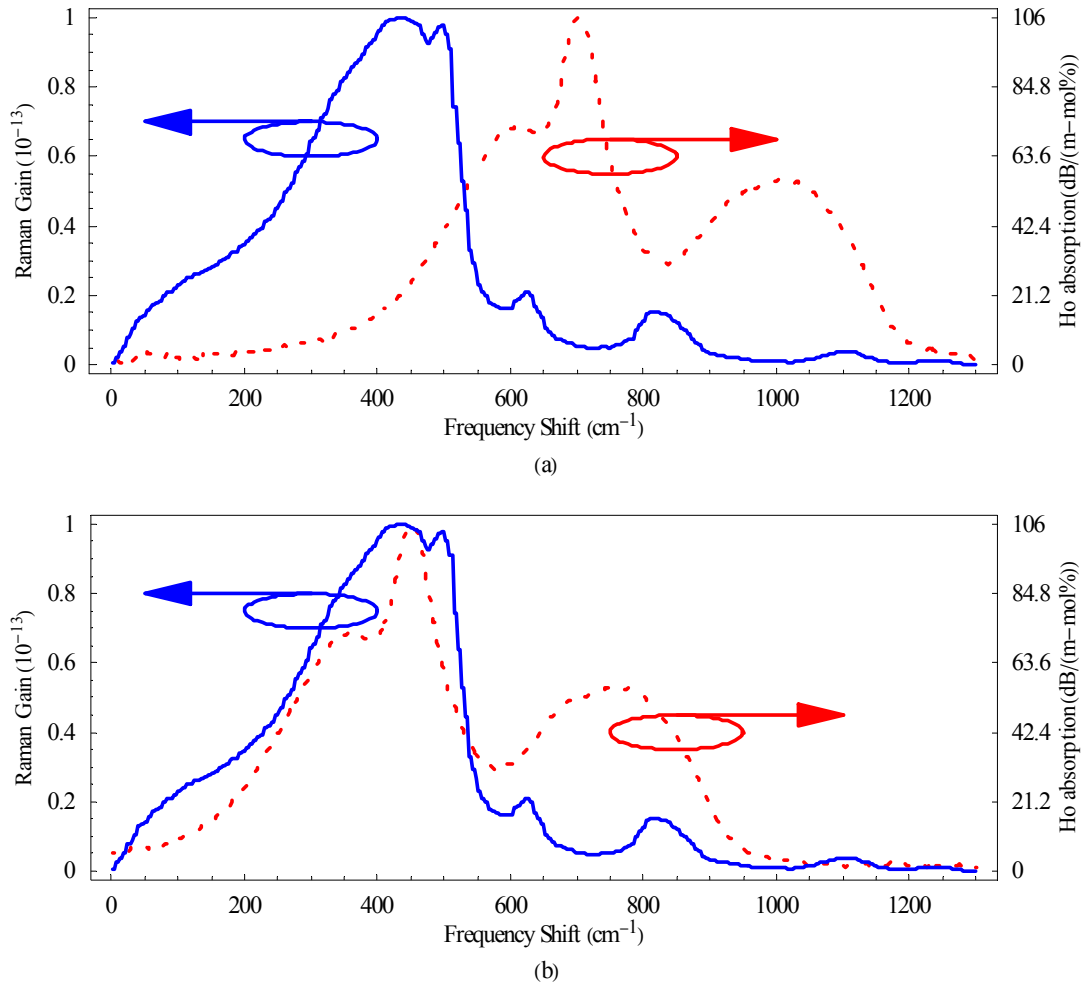 1
0.8
0.6
0.4
0.2
0
Raman Gain (10⁻¹³)
106
84.8
63.6
42.4
21.2
0
Ho absorption(dB/(m−mol%))
0 200 400 600 800 1000 1200
Frequency Shift (cm⁻¹)
(a)
1
0.8
0.6
0.4
0.2
0
Raman Gain (10⁻¹³)
106
84.8
63.6
42.4
21.2
0
Ho absorption(dB/(m−mol%))
0 200 400 600 800 1000 1200
Frequency Shift (cm⁻¹)
(b)